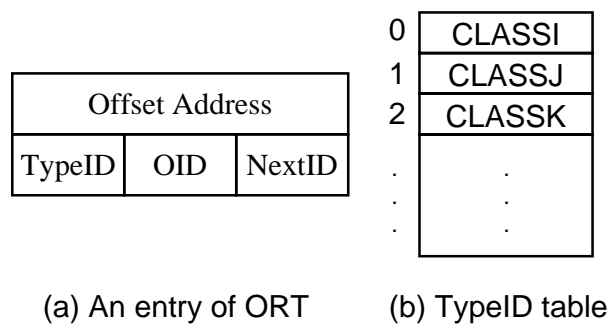 Offset Address
TypeID OID NextID
(a) An entry of ORT
0 CLASSI
1 CLASSJ
2 CLASSK
. .
. .
. .
(b) TypeID table